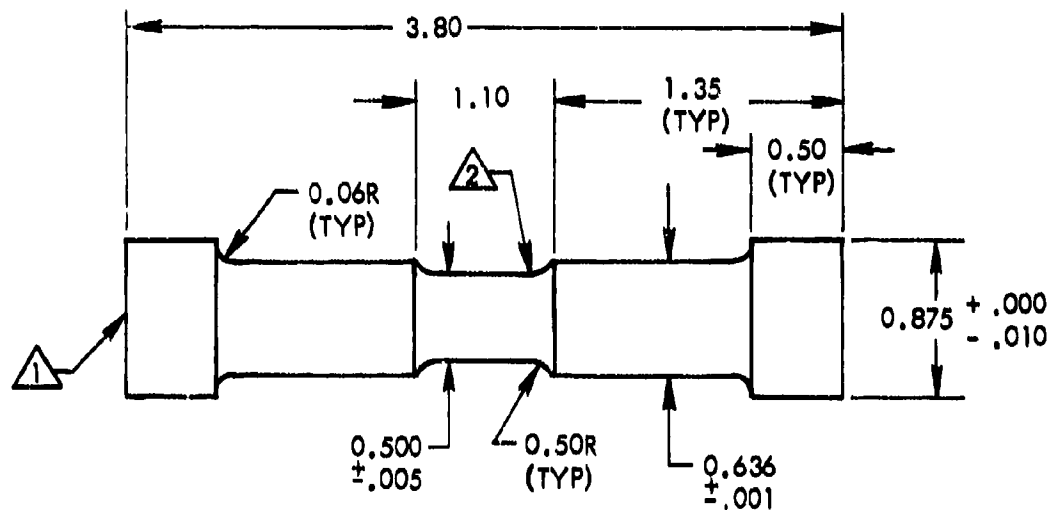 3.80
1.10
1.35
(TYP)
0.50
(TYP)
2
0.06R
(TYP)
0.875 + .000
- .010
1
0.500
±.005
0.50R
(TYP)
0.636
±.001